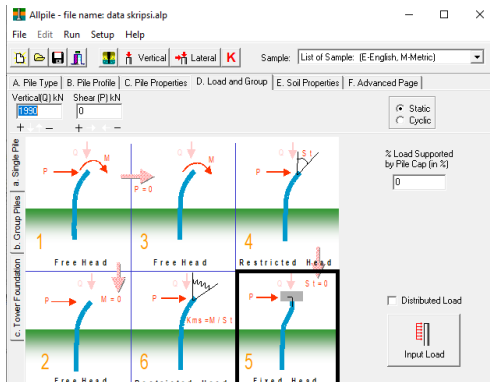 Allpile - file name: data skripsi.alp
File Edit Run Setup Help
Vertical Lateral K Sample: List of Sample: (E-English, M-Metric)
A. Pile Type B. Pile Profile C. Pile Properties D. Load and Group E. Soil Properties F. Advanced Page
Vertical(Q) kN Shear (P) kN
1990 0
+ - + -
Static
Cyclic
a. Single Pile
b. Group Piles
c. Tower Foundation
Q M P
P = 0
Q M
Q S t P
1 3 4
Free Head Free Head Restricted Head
Q P M = 0
Q P Kms =M / S t
S t = 0 Q P
2 6 5
Free Head Restricted Head Fixed Head
% Load Supported
by Pile Cap (in %)
0
Distributed Load
Input Load